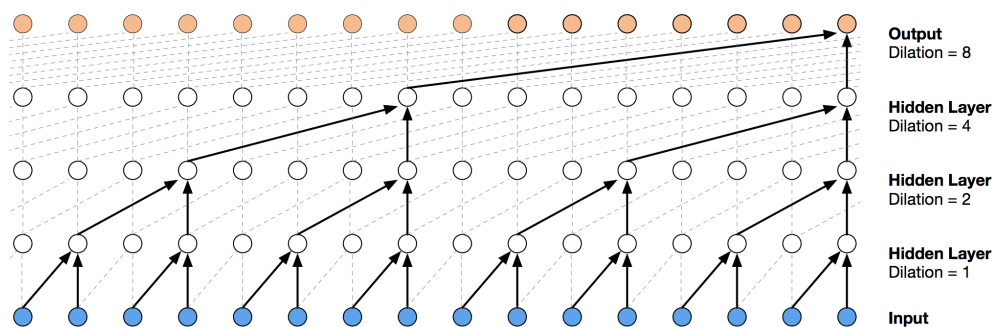 Output
Dilation = 8
Hidden Layer
Dilation = 4
Hidden Layer
Dilation = 2
Hidden Layer
Dilation = 1
Input